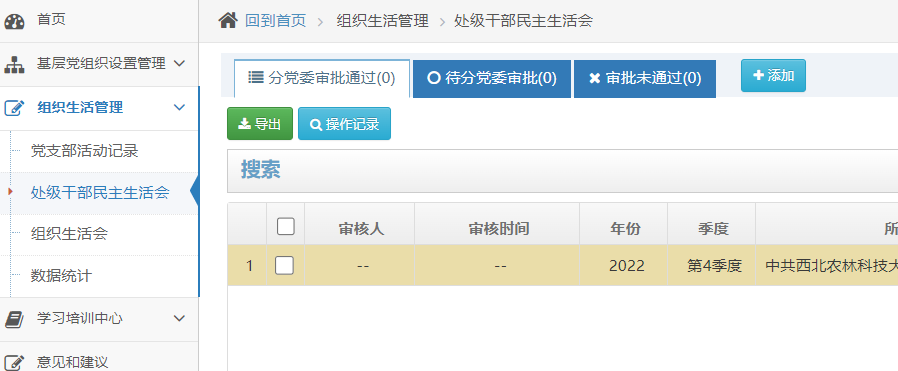 首页
基层党组织设置管理
组织生活管理
党支部活动记录
处级干部民主生活会
组织生活会
数据统计
学习培训中心
意见和建议
回到首页 > 组织生活管理 > 处级干部民主生活会
分党委审批通过(0) 待分党委审批(0) 审批未通过(0) 添加
导出 操作记录
搜索
审核人 审核时间 年份 季度 所
1 -- -- 2022 第4季度 中共西北农林科技大